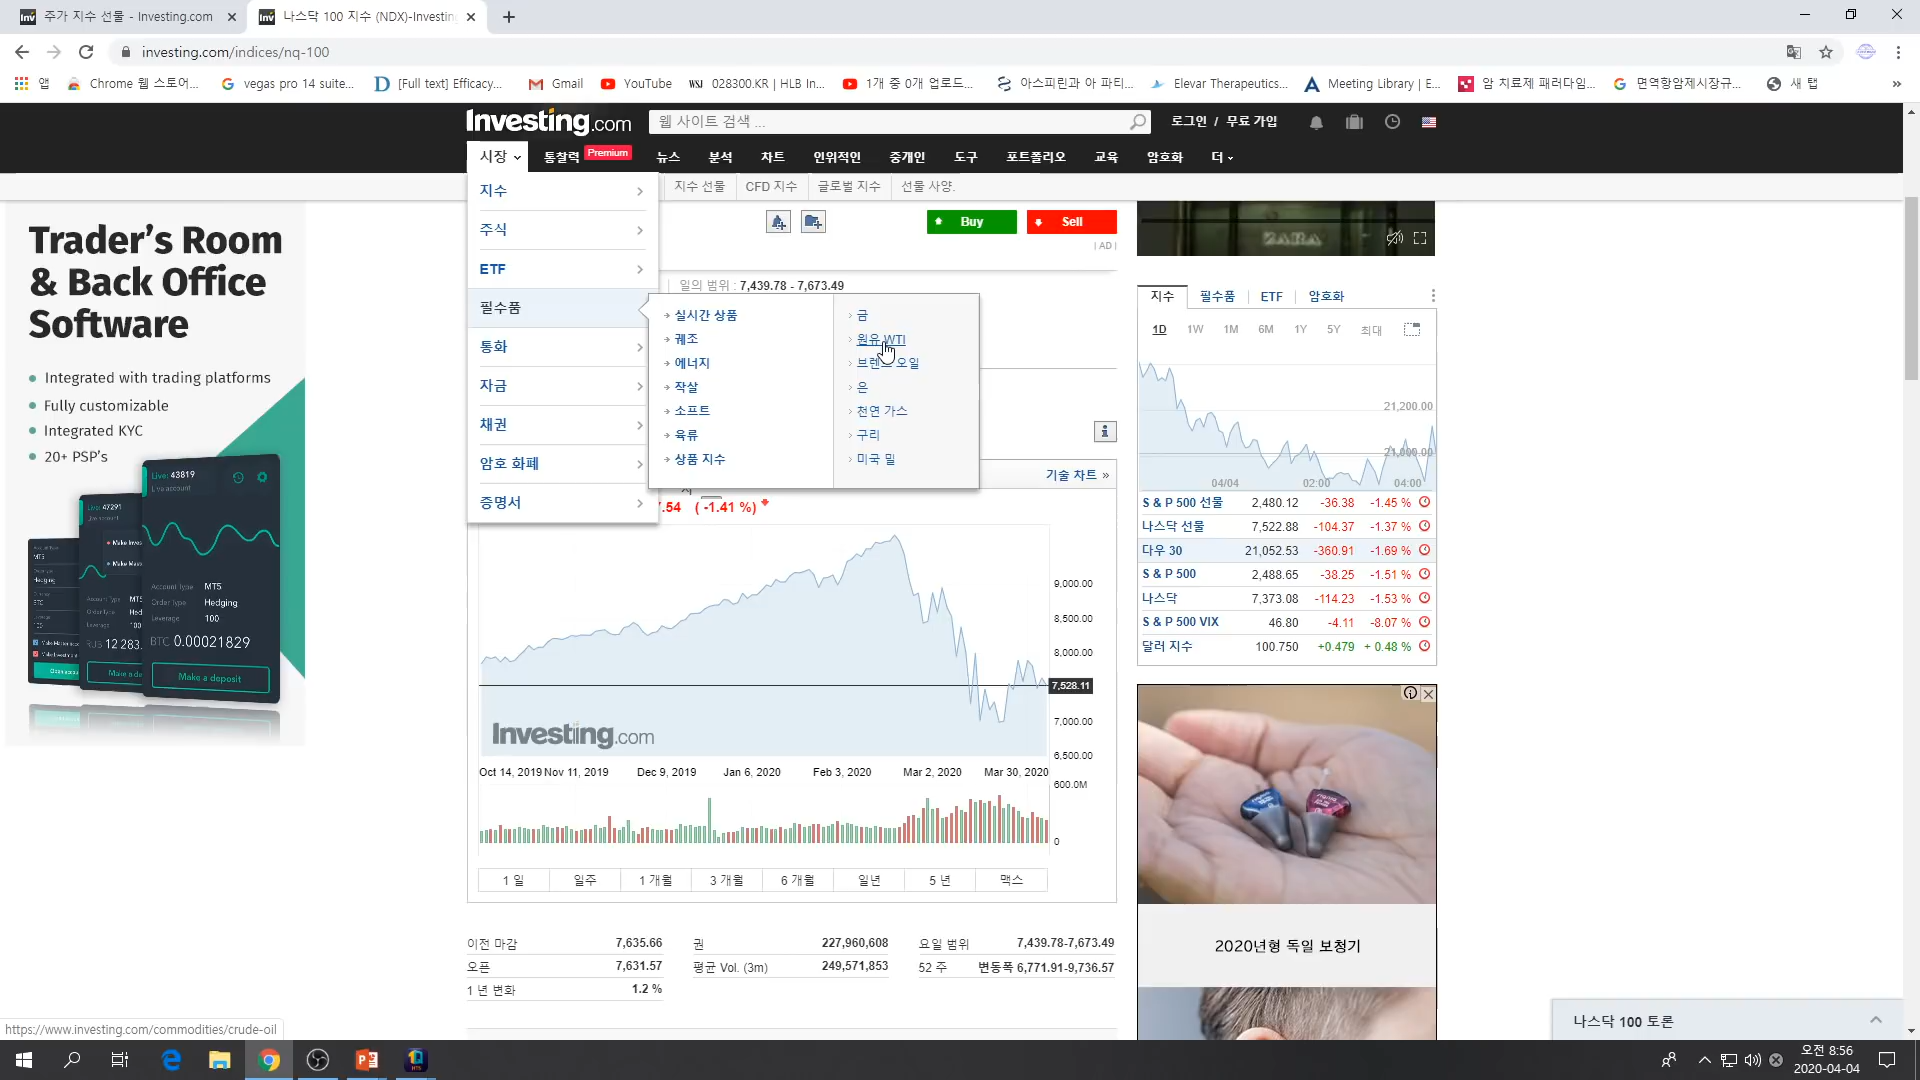 주가 지수 선물 - Investing.com
나스닥 100 지수 (NDX)-Investing
investing.com/indices/nq-100
앱
Chrome 웹 스토어...
vegas pro 14 suite...
[Full text] Efficacy...
Gmail
YouTube
WSJ 028300.KR | HLB In...
1개 중 0개 업로드...
아스피린과 아 파티...
Elevar Therapeutics...
Meeting Library | E...
암 치료제 패러다임...
면역항암제시장규...
새 탭
»
Investing.com
웹 사이트 검색 ...
로그인 / 무료 가입
시장
통찰력 Premium
뉴스
분석
차트
인위적인
중개인
도구
포트폴리오
교육
암호화
더
지수 선물
CFD 지수
글로벌 지수
선물 사양.
지수
주식
ETF
필수품
통화
자금
채권
암호 화폐
증명서
실시간 상품
궤조
에너지
작살
소프트
육류
상품 지수
금
원유 WTI
브렌트 오일
은
천연 가스
구리
미국 밀
Trader's Room
& Back Office
Software
Integrated with trading platforms
Fully customizable
Integrated KYC
20+ PSP's
Live: 43819
Live account
Live: 47291
Account Type MT5
Order Type Hedging
Leverage 100
BTC 0.00021829
RUB 12 283.
Make a deposit
Buy
Sell
| AD |
일의 범위 : 7,439.78 - 7,673.49
기술 차트 »
7.54 ( -1.41 %)
9,000.00
8,500.00
8,000.00
7,528.11
7,000.00
6,500.00
Investing.com
Oct 14, 2019 Nov 11, 2019 Dec 9, 2019 Jan 6, 2020 Feb 3, 2020 Mar 2, 2020 Mar 30, 2020
600.0M
0
1 일 일주 1 개월 3 개월 6 개월 일년 5 년 맥스
이전 마감 7,635.66 권 227,960,608 요일 범위 7,439.78-7,673.49
오픈 7,631.57 평균 Vol. (3m) 249,571,853 52 주 변동폭 6,771.91-9,736.57
1 년 변화 1.2 %
ZARA
지수 필수품 ETF 암호화
1D 1W 1M 6M 1Y 5Y 최대
21,200.00
21,000.00
04/04 02:00 04:00
S & P 500 선물 2,480.12 -36.38 -1.45 %
나스닥 선물 7,522.88 -104.37 -1.37 %
다우 30 21,052.53 -360.91 -1.69 %
S & P 500 2,488.65 -38.25 -1.51 %
나스닥 7,373.08 -114.23 -1.53 %
S & P 500 VIX 46.80 -4.11 -8.07 %
달러 지수 100.750 +0.479 + 0.48 %
2020년형 독일 보청기
나스닥 100 토론
https://www.investing.com/commodities/crude-oil
오전 8:56
2020-04-04